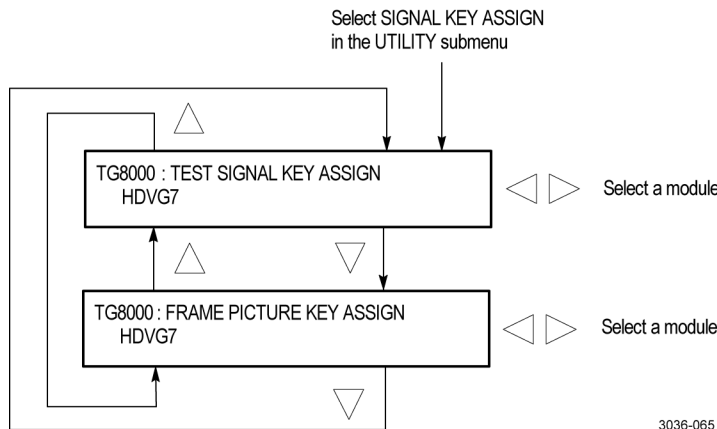 Select SIGNAL KEY ASSIGN
in the UTILITY submenu
TG8000 : TEST SIGNAL KEY ASSIGN
HDVG7
Select a module
TG8000 : FRAME PICTURE KEY ASSIGN
HDVG7
Select a module
3036-065